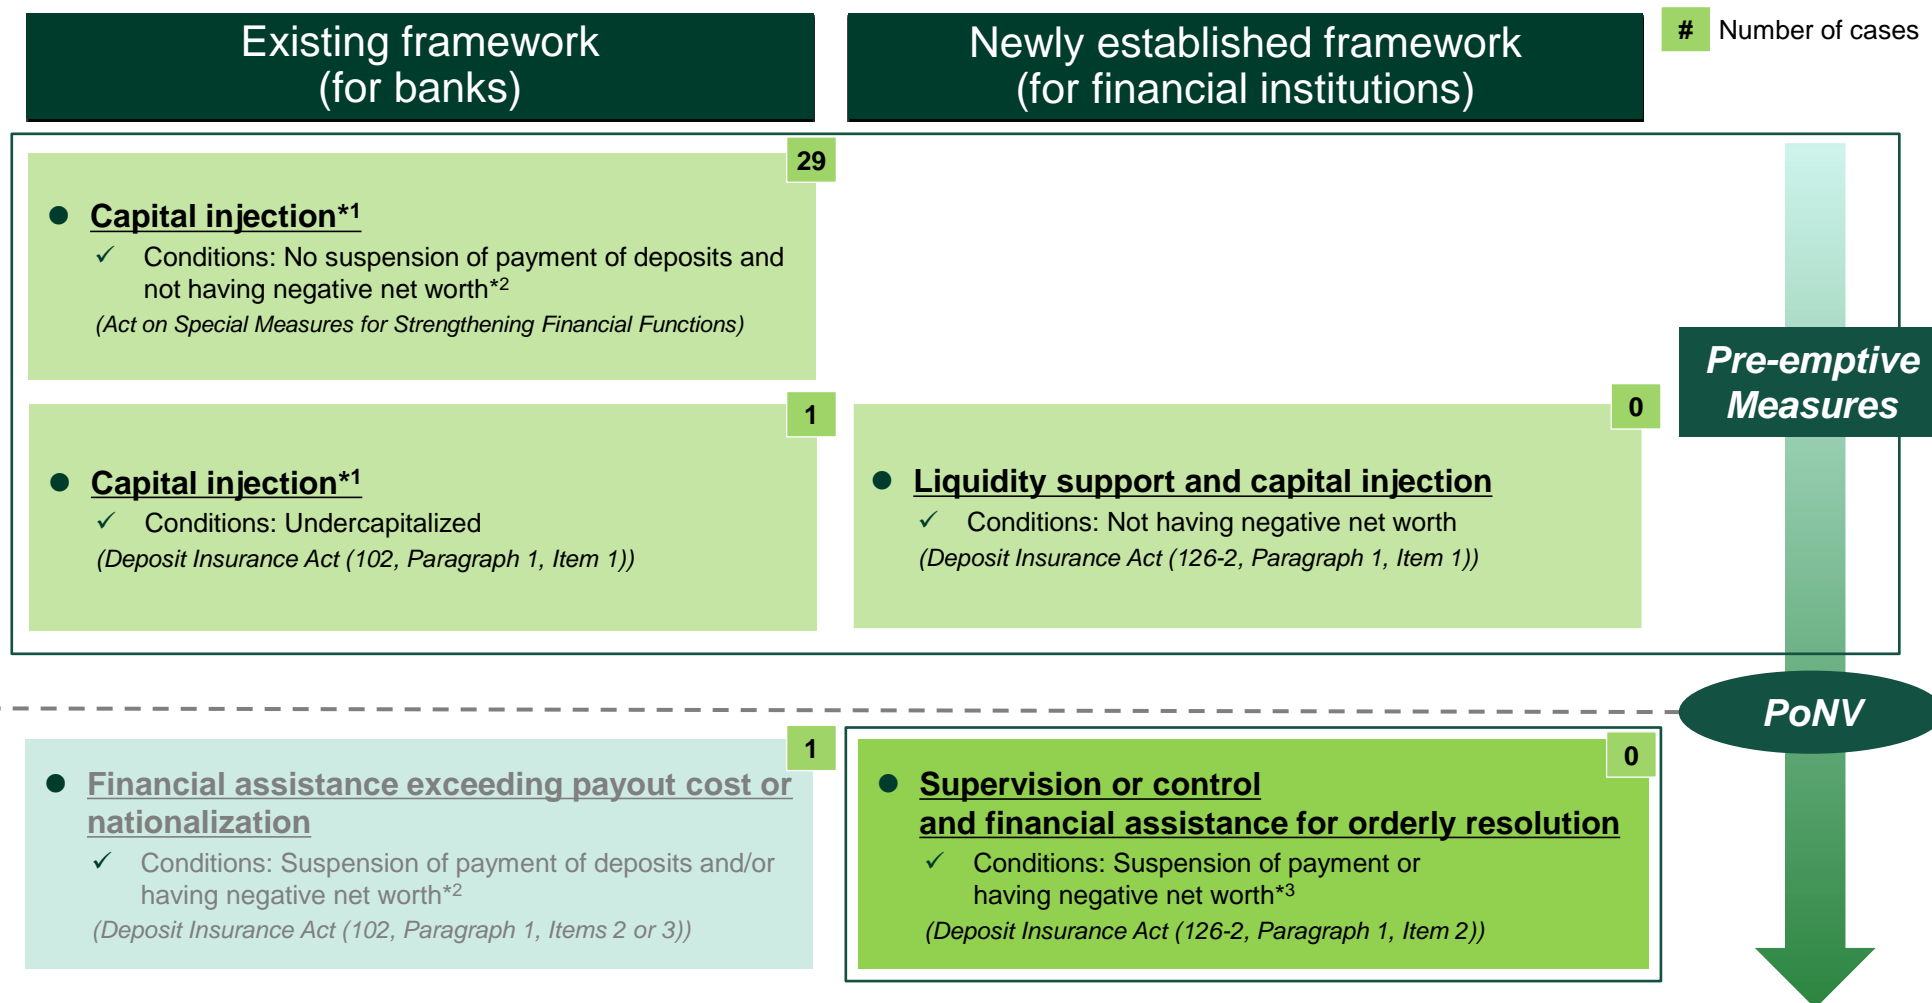 Existing framework
(for banks)
Newly established framework
(for financial institutions)
# Number of cases
29
● Capital injection*1
✓ Conditions: No suspension of payment of deposits and
not having negative net worth*2
(Act on Special Measures for Strengthening Financial Functions)
Pre-emptive
Measures
1
● Capital injection*1
✓ Conditions: Undercapitalized
(Deposit Insurance Act (102, Paragraph 1, Item 1))
0
● Liquidity support and capital injection
✓ Conditions: Not having negative net worth
(Deposit Insurance Act (126-2, Paragraph 1, Item 1))
PoNV
1
● Financial assistance exceeding payout cost or
nationalization
✓ Conditions: Suspension of payment of deposits and/or
having negative net worth*2
(Deposit Insurance Act (102, Paragraph 1, Items 2 or 3))
0
● Supervision or control
and financial assistance for orderly resolution
✓ Conditions: Suspension of payment or
having negative net worth*3
(Deposit Insurance Act (126-2, Paragraph 1, Item 2))